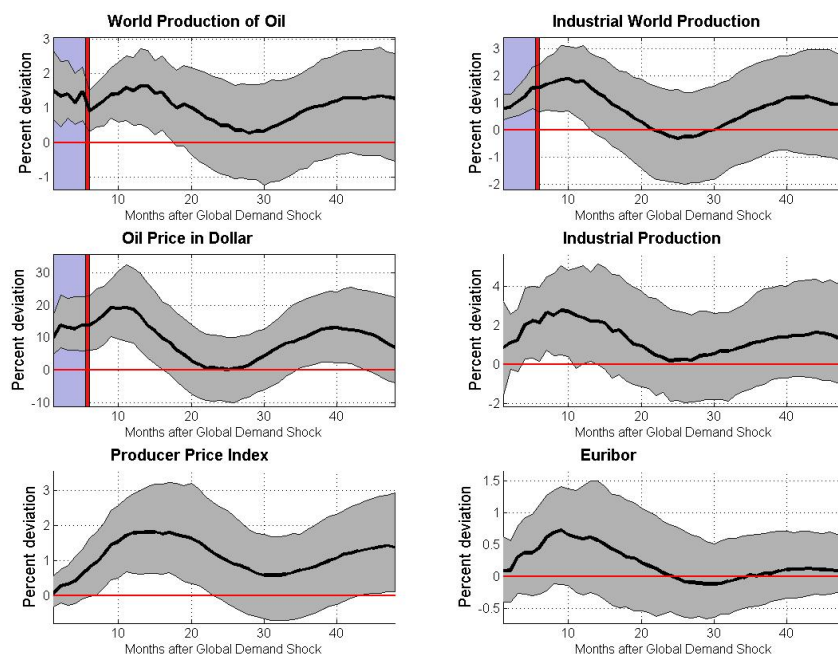 World Production of Oil
Percent deviation
3
2
1
0
-1
10 20 30 40
Months after Global Demand Shock
Industrial World Production
Percent deviation
3
2
1
0
-1
-2
10 20 30 40
Months after Global Demand Shock
Oil Price in Dollar
Percent deviation
30
20
10
0
-10
10 20 30 40
Months after Global Demand Shock
Industrial Production
Percent deviation
4
2
0
-2
10 20 30 40
Months after Global Demand Shock
Producer Price Index
Percent deviation
3
2
1
0
10 20 30 40
Months after Global Demand Shock
Euribor
Percent deviation
1.5
1
0.5
0
-0.5
10 20 30 40
Months after Global Demand Shock